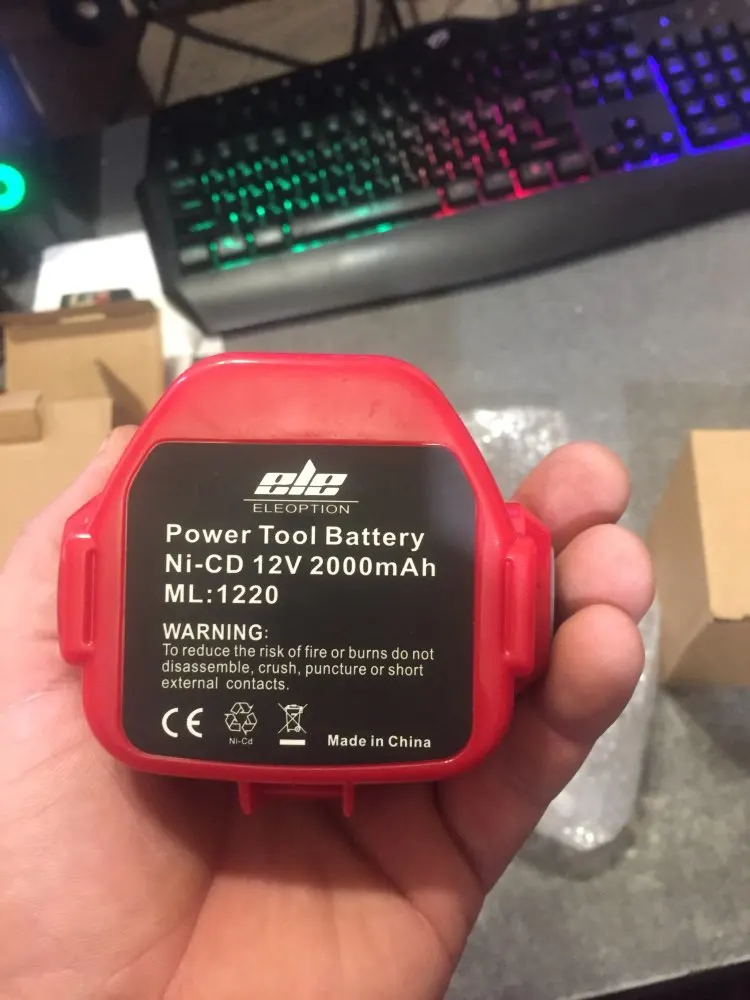 ele
ELEOPTION
Power Tool Battery
Ni-CD 12V 2000mAh
ML:1220
WARNING:
To reduce the risk of fire or burns do not
disassemble, crush, puncture or short
external contacts.
CE
Ni-Cd
Made in China